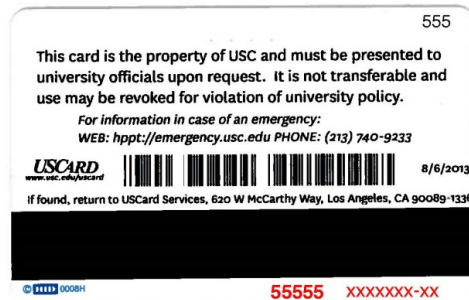 555
This card is the property of USC and must be presented to
university officials upon request. It is not transferable and
use may be revoked for violation of university policy.
For information in case of an emergency:
WEB: hppt://emergency.usc.edu PHONE: (213) 740-9233
USCARD
www.usc.edu/uscard
8/6/2013
If found, return to USCard Services, 620 W McCarthy Way, Los Angeles, CA 90089-1336
© HID 0008H
55555 XXXXXXX-XX